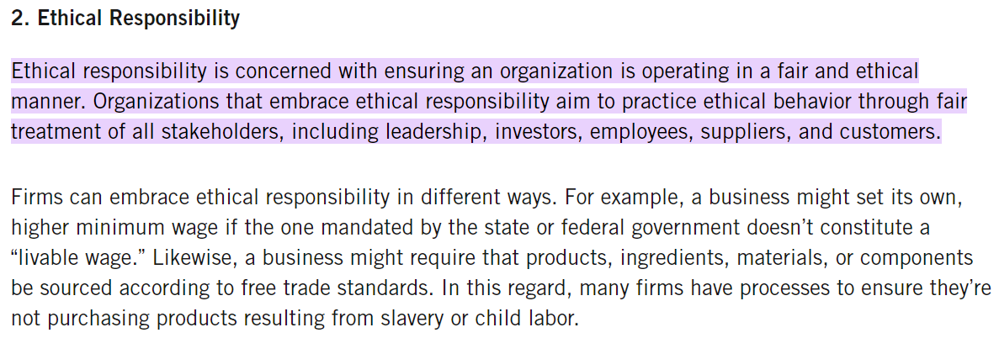 2. Ethical Responsibility
Ethical responsibility is concerned with ensuring an organization is operating in a fair and ethical
manner. Organizations that embrace ethical responsibility aim to practice ethical behavior through fair
treatment of all stakeholders, including leadership, investors, employees, suppliers, and customers.
Firms can embrace ethical responsibility in different ways. For example, a business might set its own,
higher minimum wage if the one mandated by the state or federal government doesn’t constitute a
“livable wage.” Likewise, a business might require that products, ingredients, materials, or components
be sourced according to free trade standards. In this regard, many firms have processes to ensure they’re
not purchasing products resulting from slavery or child labor.